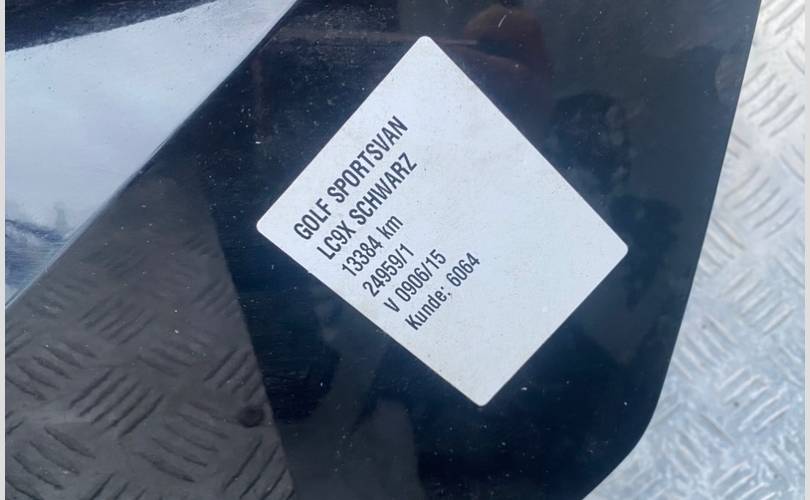 GOLF SPORTSVAN
LC9X SCHWARZ
13384 km
24959/1
V 0906/15
Kunde: 6064